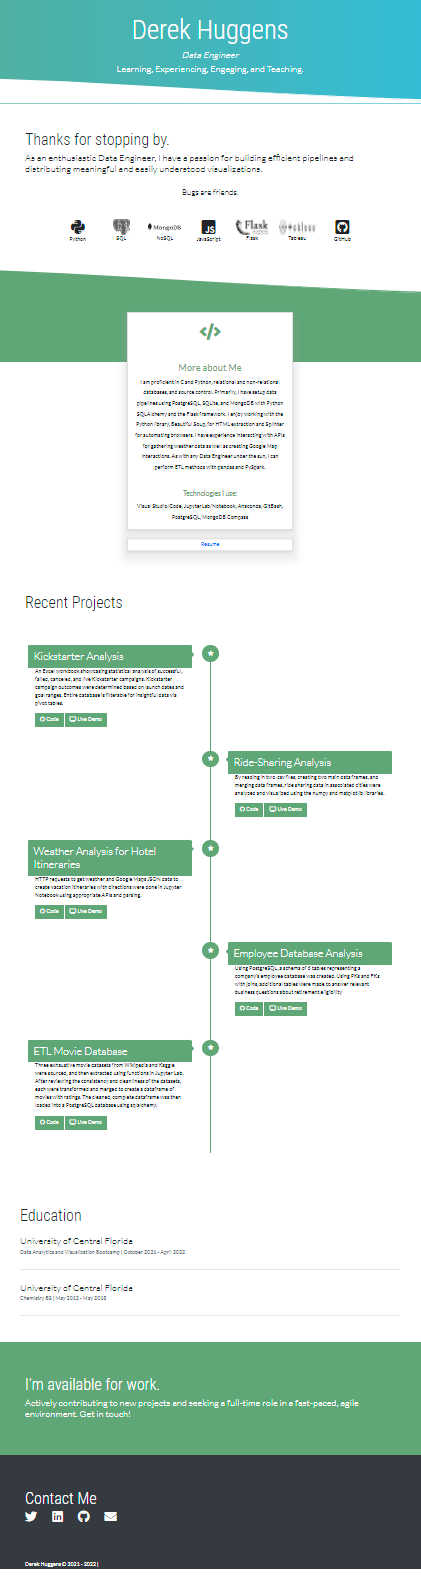 Derek Huggens
Data Engineer
Learning, Experiencing, Engaging, and Teaching.
Thanks for stopping by.
As an enthusiastic Data Engineer, I have a passion for building efficient pipelines and
distributing meaningful and easily understood visualizations.
Bugs are friends.
MongoDB
JS
Flask
+ableau
Python
SQL
NoSQL
JavaScript
Flask
Tableau
GitHub
</>
More about Me
I am proficient in C and Python, relational and non-relational
databases, and source control. Primarily, I have setup data
pipelines using PostgreSQL, SQLite, and MongoDB with Python
SQLAlchemy and the Flask framework. I enjoy working with the
Python library, Beautiful Soup, for HTML extraction and Splinter
for automating browsers. I have experience interacting with APIs
for gathering weather data as well as creating Google Map
interactions. As with any Data Engineer under the sun, I can
perform ETL methods with pandas and PySpark.
Technologies I use:
Visual Studio/Code, JupyterLab/Notebook, Anaconda, GitBash,
PostgreSQL, MongoDB Compass
Resume
Recent Projects
Kickstarter Analysis
An Excel workbook showcasing statistical analysis of successful,
failed, canceled, and live Kickstarter campaigns. Kickstarter
campaign outcomes were determined based on launch dates and
goal ranges. Entire database is filterable for insightful data via
pivot tables.
Code Live Demo
Ride-Sharing Analysis
By reading in two .csv files, creating two main dataframes, and
merging data frames, ride sharing data in associated cities were
analyzed and visualized using the numpy and matplotlib libraries.
Code Live Demo
Weather Analysis for Hotel
Itineraries
HTTP requests to get weather and Google Maps JSON data to
create vacation itineraries with directions were done in Jupyter
Notebook using appropriate APIs and parsing.
Code Live Demo
Employee Database Analysis
Using PostgreSQL, a schema of 6 tables representing a
company's employee database was created. Using PKs and FKs
with joins, additional tables were made to answer relevant
business questions about retirement eligibility
Code Live Demo
ETL Movie Database
Three exhaustive movie datasets from Wikipedia and Kaggle
were sourced, and then extracted using functions in Jupyter Lab.
After reviewing the consistency and cleanliness of the datasets,
each were transformed and merged to create a dataframe of
movies with ratings. The cleaned, complete dataframe was then
loaded into a PostgreSQL database using sqlalchemy.
Code Live Demo
Education
University of Central Florida
Data Analytics and Visualization Bootcamp | October 2021 - April 2022
University of Central Florida
Chemistry BS | May 2012 - May 2018
I'm available for work.
Actively contributing to new projects and seeking a full-time role in a fast-paced, agile
environment. Get in touch!
Contact Me
Derek Huggens © 2021 - 2022 |